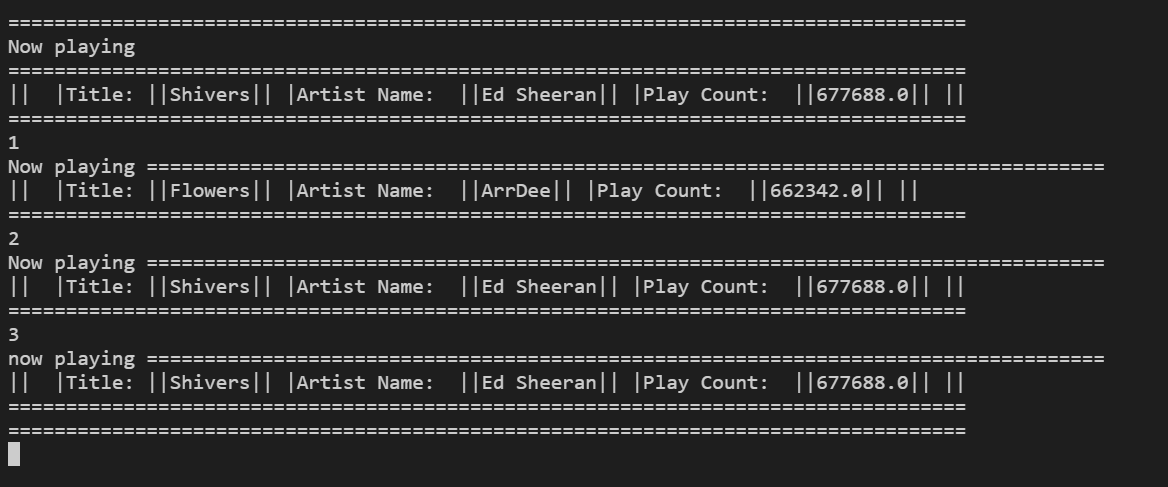 ===================================================================================
Now playing
===================================================================================
||  |Title: ||Shivers|| |Artist Name:  ||Ed Sheeran|| |Play Count:  ||677688.0|| ||
===================================================================================
1
Now playing ===================================================================================
||  |Title: ||Flowers|| |Artist Name:  ||ArrDee|| |Play Count:  ||662342.0|| ||
===================================================================================
2
Now playing ===================================================================================
||  |Title: ||Shivers|| |Artist Name:  ||Ed Sheeran|| |Play Count:  ||677688.0|| ||
===================================================================================
3
now playing ===================================================================================
||  |Title: ||Shivers|| |Artist Name:  ||Ed Sheeran|| |Play Count:  ||677688.0|| ||
===================================================================================
===================================================================================